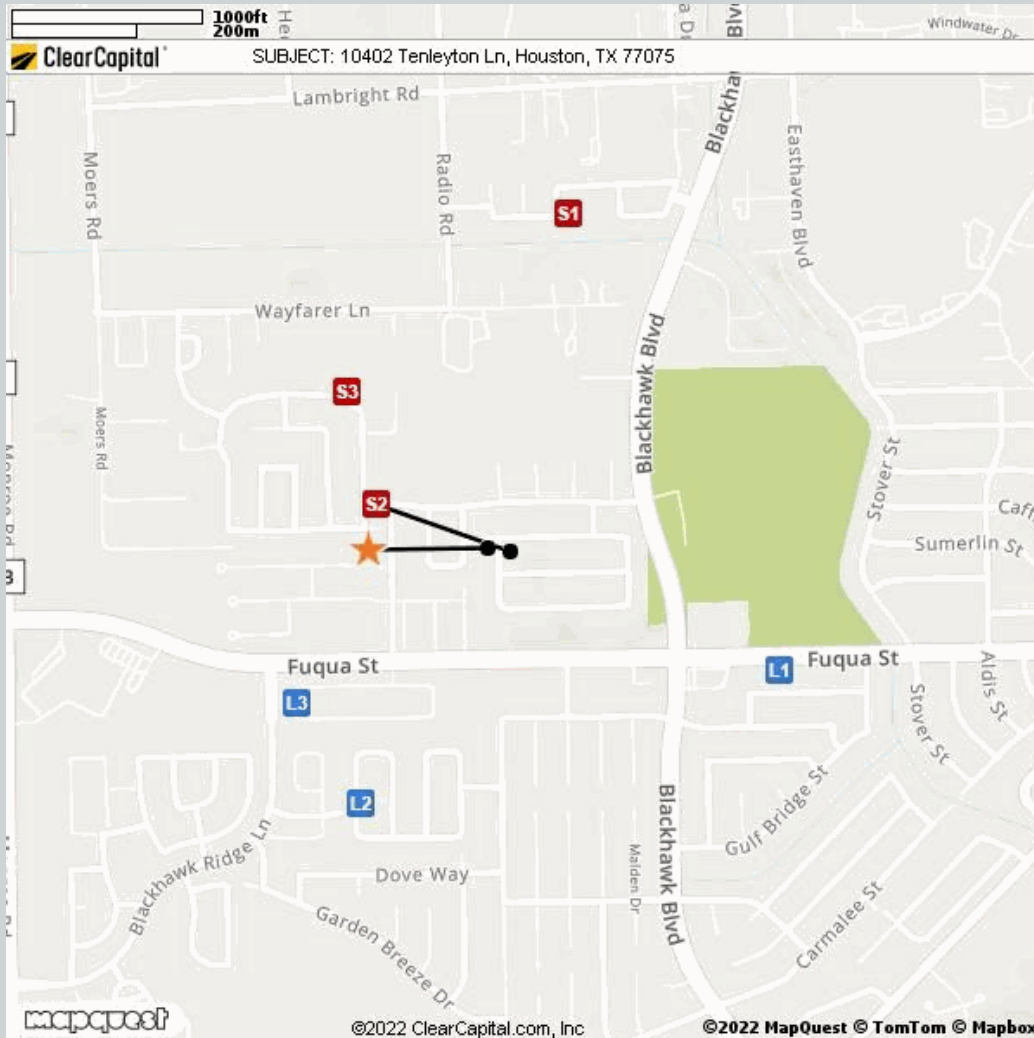 1000ft
200m
Windwater Dr
ClearCapital
SUBJECT: 10402 Tenleyton Ln, Houston, TX 77075
Lambright Rd
Moers Rd
Radio Rd
Easthaven Blvd
S1
Wayfarer Ln
Blackhawk Blvd
S3
Moers Rd
Stover St
S2
Sumerlin St
Fuqua St
Fuqua St
L1
L3
Aldis St
Stover St
L2
Gulf Bridge St
Blackhawk Ridge Ln
Dove Way
Malden Dr
Blackhawk Blvd
Carmalee St
Garden Breeze Dr
mapquest
©2022 ClearCapital.com, Inc
©2022 MapQuest © TomTom © Mapbox